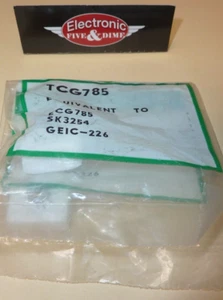 Electronic
FIVE & DIME
TCG785
EQUIVALENT TO
ECG785
SK3254
GEIC-226